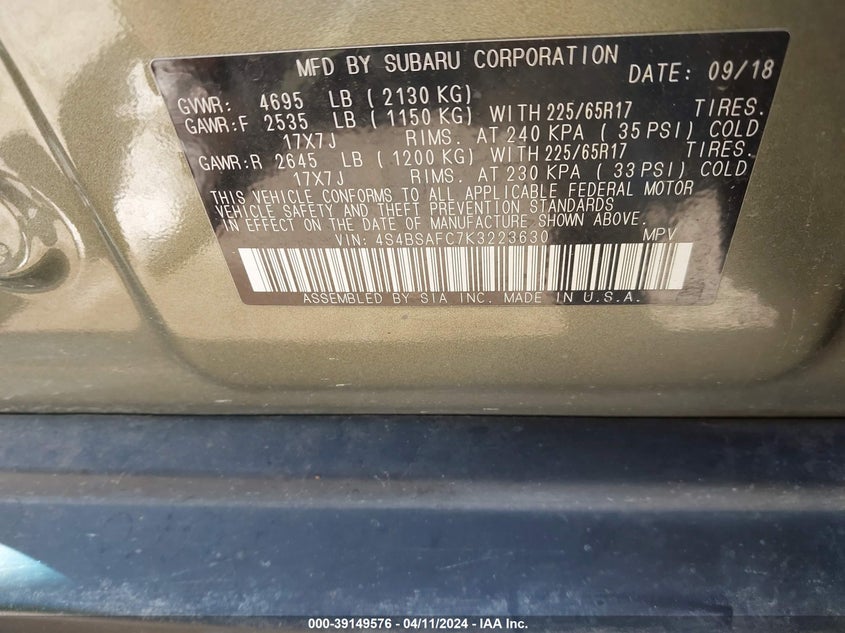 MFD BY SUBARU CORPORATION DATE: 09/18
GVWR: 4695 LB ( 2130 KG)
GAWR:F 2535 LB ( 1150 KG) WITH 225/65R17 TIRES.
17X7J RIMS. AT 240 KPA ( 35 PSI) COLD
GAWR:R 2645 LB ( 1200 KG) WITH 225/65R17 TIRES.
17X7J RIMS. AT 230 KPA ( 33 PSI) COLD
THIS VEHICLE CONFORMS TO ALL APPLICABLE FEDERAL MOTOR
VEHICLE SAFETY AND THEFT PREVENTION STANDARDS
IN EFFECT ON THE DATE OF MANUFACTURE SHOWN ABOVE.
VIN: 4S4BSAFC7K3223630 MPV
ASSEMBLED BY SIA INC. MADE IN U.S.A.
000-39149576 - 04/11/2024 - IAA Inc.